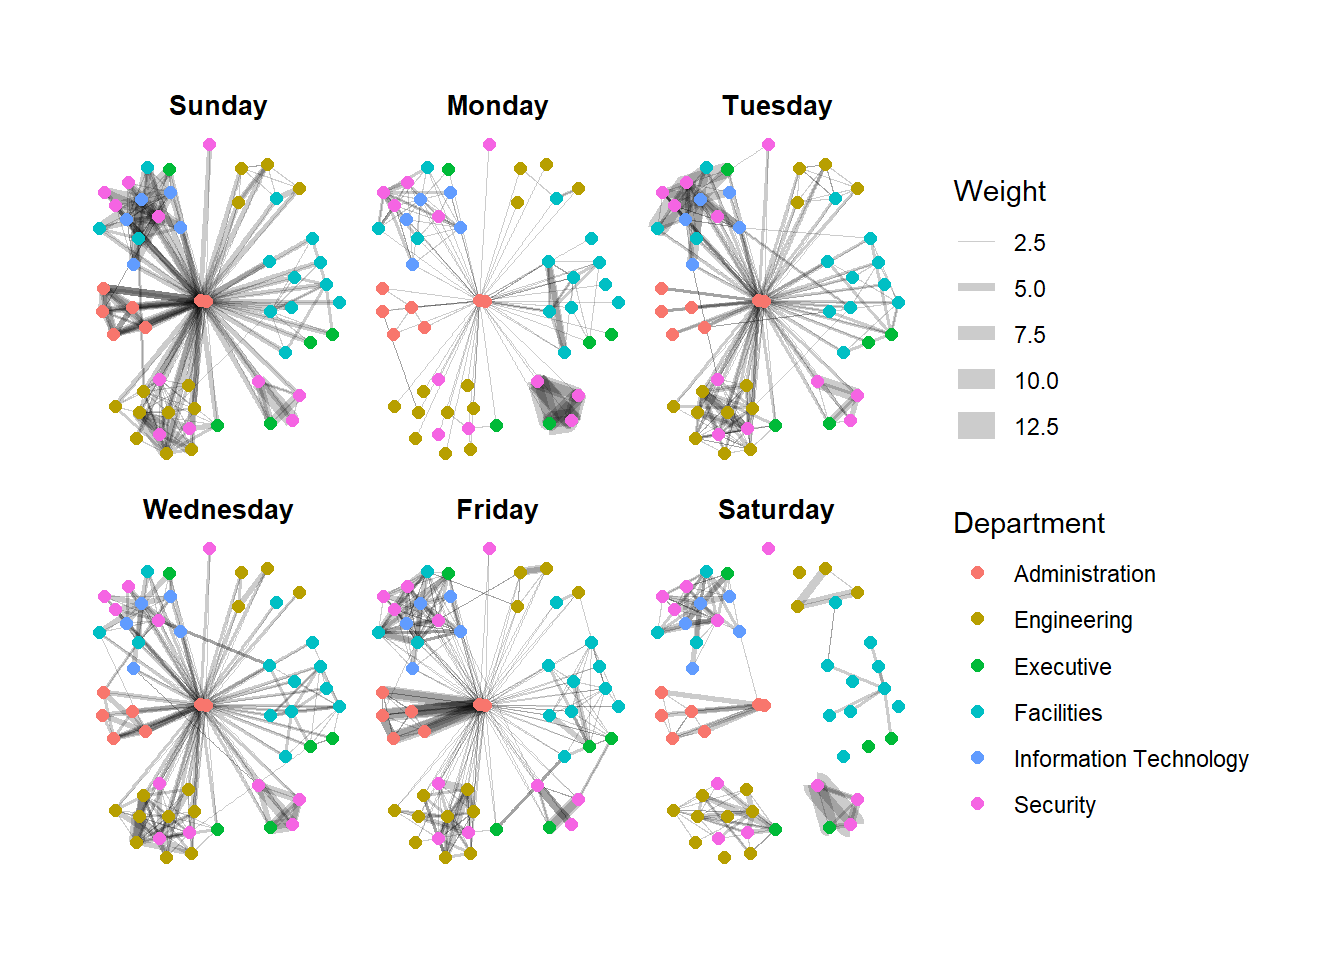 Sunday
Monday
Tuesday
Wednesday
Friday
Saturday
Weight
2.5
5.0
7.5
10.0
12.5
Department
Administration
Engineering
Executive
Facilities
Information Technology
Security